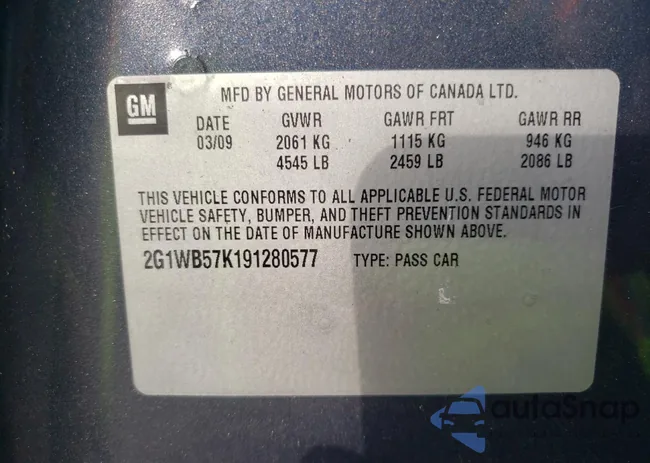 GM
MFD BY GENERAL MOTORS OF CANADA LTD.
DATE GVWR GAWR FRT GAWR RR
03/09 2061 KG 1115 KG 946 KG
4545 LB 2459 LB 2086 LB
THIS VEHICLE CONFORMS TO ALL APPLICABLE U.S. FEDERAL MOTOR
VEHICLE SAFETY, BUMPER, AND THEFT PREVENTION STANDARDS IN
EFFECT ON THE DATE OF MANUFACTURE SHOWN ABOVE.
2G1WB57K191280577 TYPE: PASS CAR
autoSnap